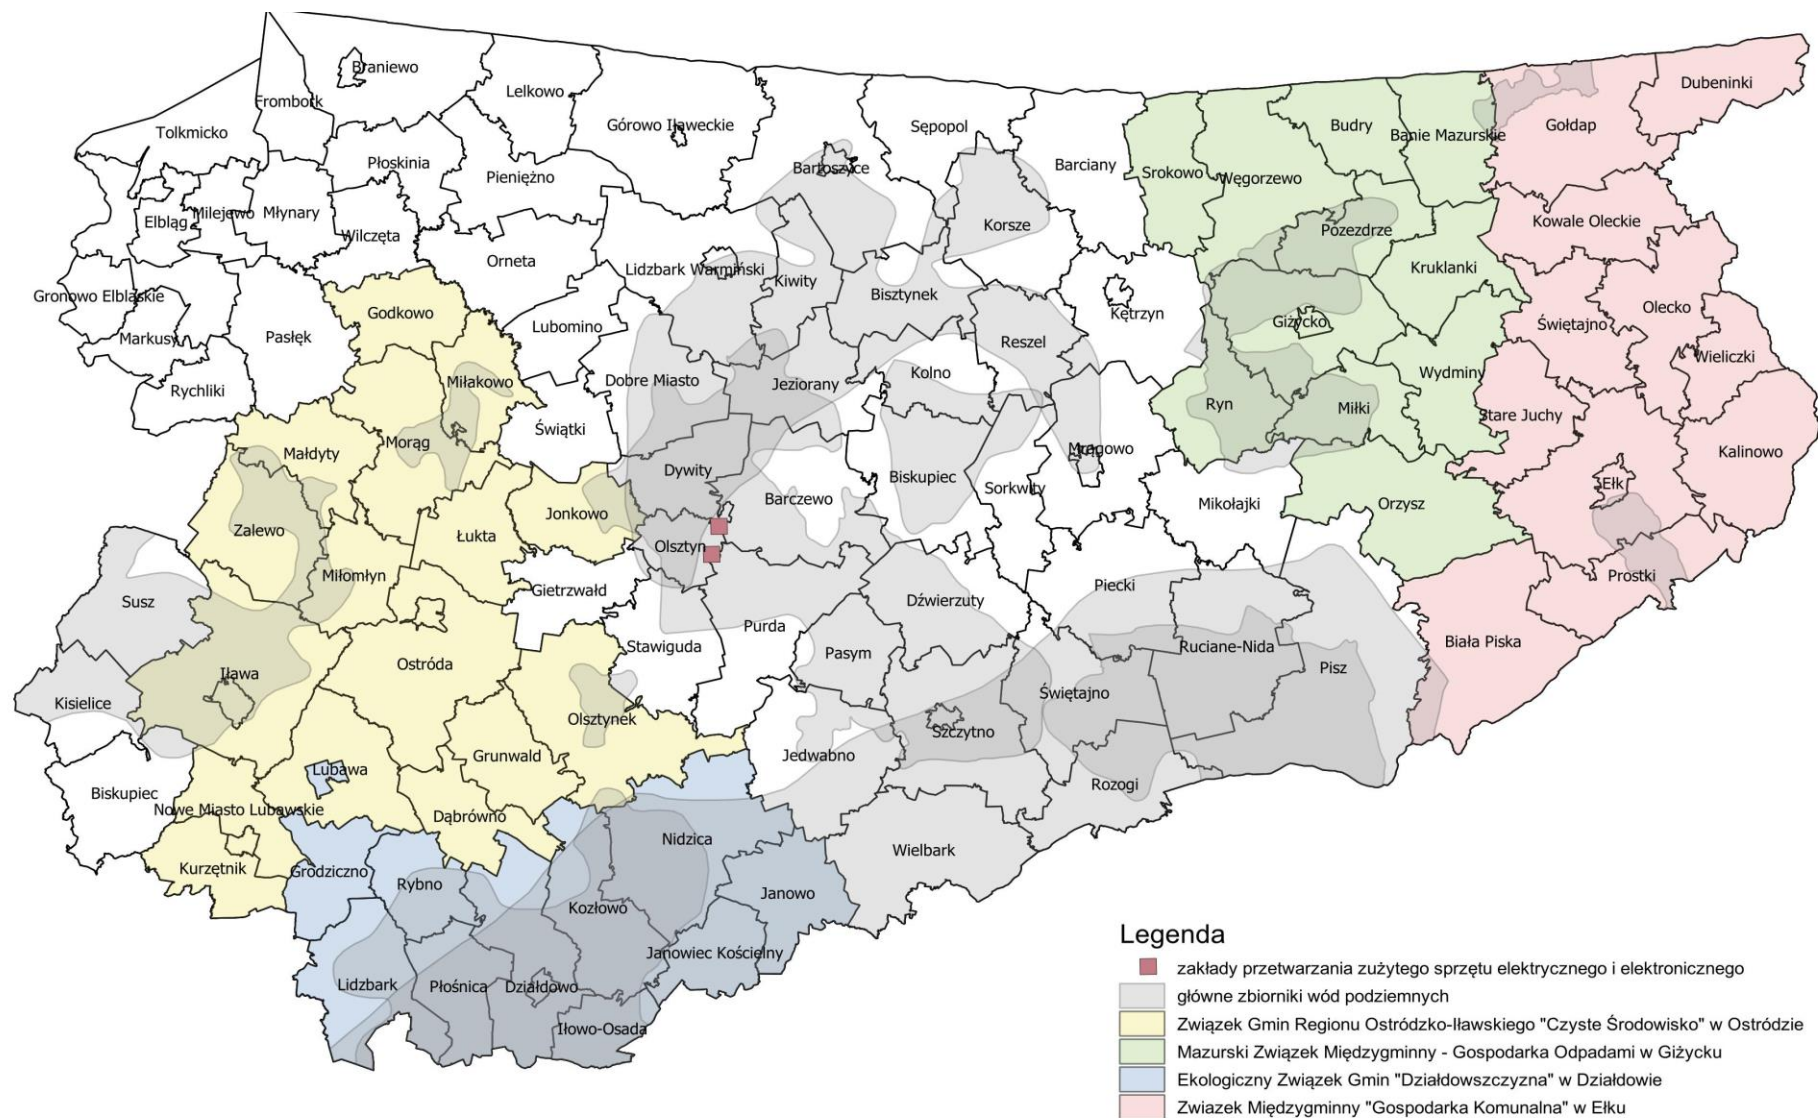 Braniewo
Frombork
Lelkowo
Górowo Iławeckie
Sępopol
Tolkmicko
Płoskinia
Pieniężno
Bartoszyce
Barciany
Srokowo
Węgorzewo
Budry
Banie Mazurskie
Gołdap
Dubeninki
Elbląg
Milejewo
Młynary
Wilczęta
Orneta
Lidzbark Warmiński
Kiwity
Bisztynek
Korsze
Pozezdrze
Kowale Oleckie
Kruklanki
Gronowo Elbląskie
Markusy
Pasłęk
Godkowo
Lubomino
Kętrzyn
Giżycko
Świętajno
Olecko
Rychliki
Miłakowo
Dobre Miasto
Jeziorany
Kolno
Reszel
Wydminy
Wieliczki
Małdyty
Morąg
Świątki
Ryn
Miłki
Stare Juchy
Kalinowo
Dywity
Barczewo
Biskupiec
Sorkwity
Mrągowo
Mikołajki
Orzysz
Ełk
Zalewo
Łukta
Jonkowo
Olsztyn
Susz
Miłomłyn
Gietrzwałd
Purda
Dźwierzuty
Piecki
Prostki
Kisielice
Iława
Ostróda
Stawiguda
Pasym
Świętajno
Ruciane-Nida
Pisz
Biała Piska
Olsztynek
Szczytno
Biskupiec
Lubawa
Grunwald
Jedwabno
Rozogi
Nowe Miasto Lubawskie
Dąbrówno
Nidzica
Wielbark
Kurzętnik
Grodziczno
Rybno
Kozłowo
Janowo
Lidzbark
Płośnica
Działdowo
Janowiec Kościelny
Iłowo-Osada
Legenda
zakłady przetwarzania zużytego sprzętu elektrycznego i elektronicznego
główne zbiorniki wód podziemnych
Związek Gmin Regionu Ostródzko-Iławskiego "Czyste Środowisko" w Ostródzie
Mazurski Związek Międzygminny - Gospodarka Odpadami w Giżycku
Ekologiczny Związek Gmin "Działdowszczyzna" w Działdowie
Zwiazek Międzygminny "Gospodarka Komunalna" w Ełku